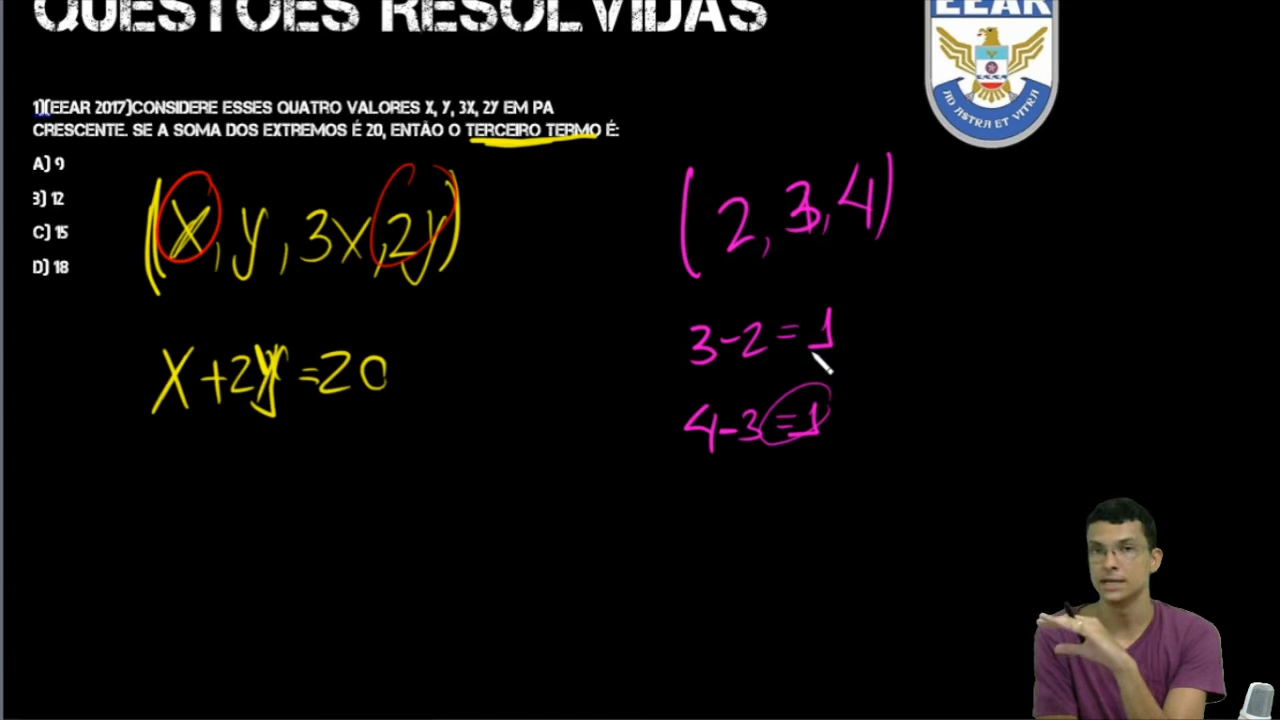 QUESTÕES RESOLVIDAS
EEAR
AD ASTRA ET VLTRA
1)(EEAR 2017)CONSIDERE ESSES QUATRO VALORES X, Y, 3X, 2Y EM PA
CRESCENTE. SE A SOMA DOS EXTREMOS É 20, ENTÃO O TERCEIRO TERMO É:
A) 9
B) 12
C) 15
D) 18
(x, y, 3x, 2y)
x+2y=20
(2, 3, 4)
3-2=1
4-3=1